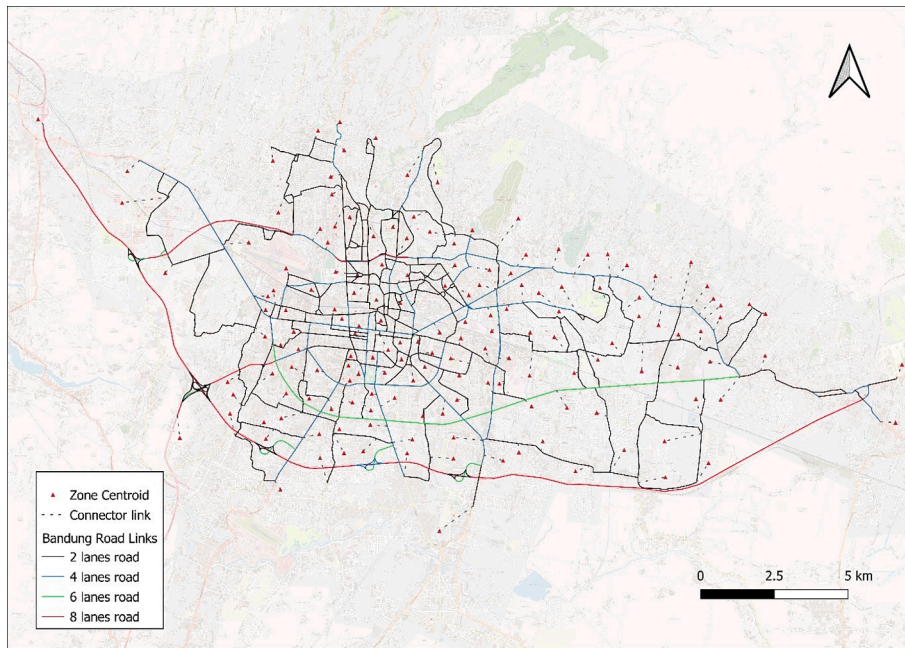 Zone Centroid
Connector link
Bandung Road Links
2 lanes road
4 lanes road
6 lanes road
8 lanes road
0 2.5 5 km